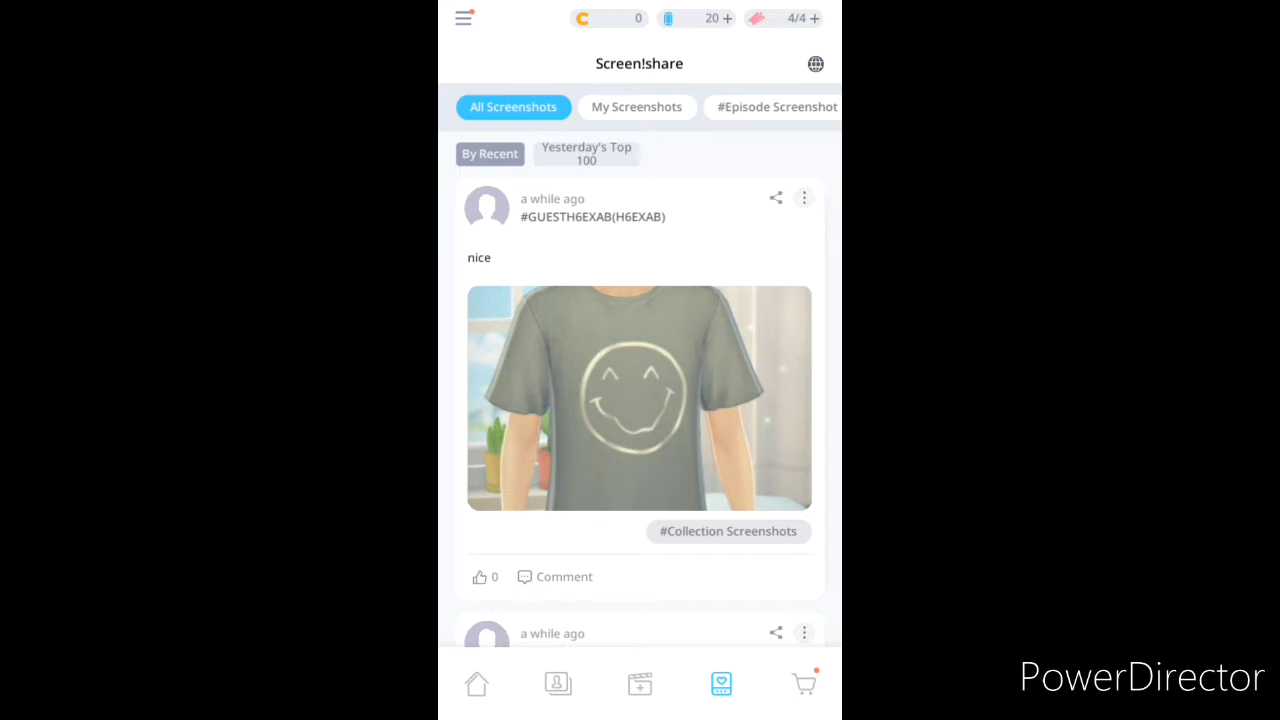 0
20 +
4/4 +
Screen!share
All Screenshots
My Screenshots
#Episode Screenshot
By Recent
Yesterday's Top
100
a while ago
#GUESTH6EXAB(H6EXAB)
nice
#Collection Screenshots
0
Comment
a while ago
PowerDirector